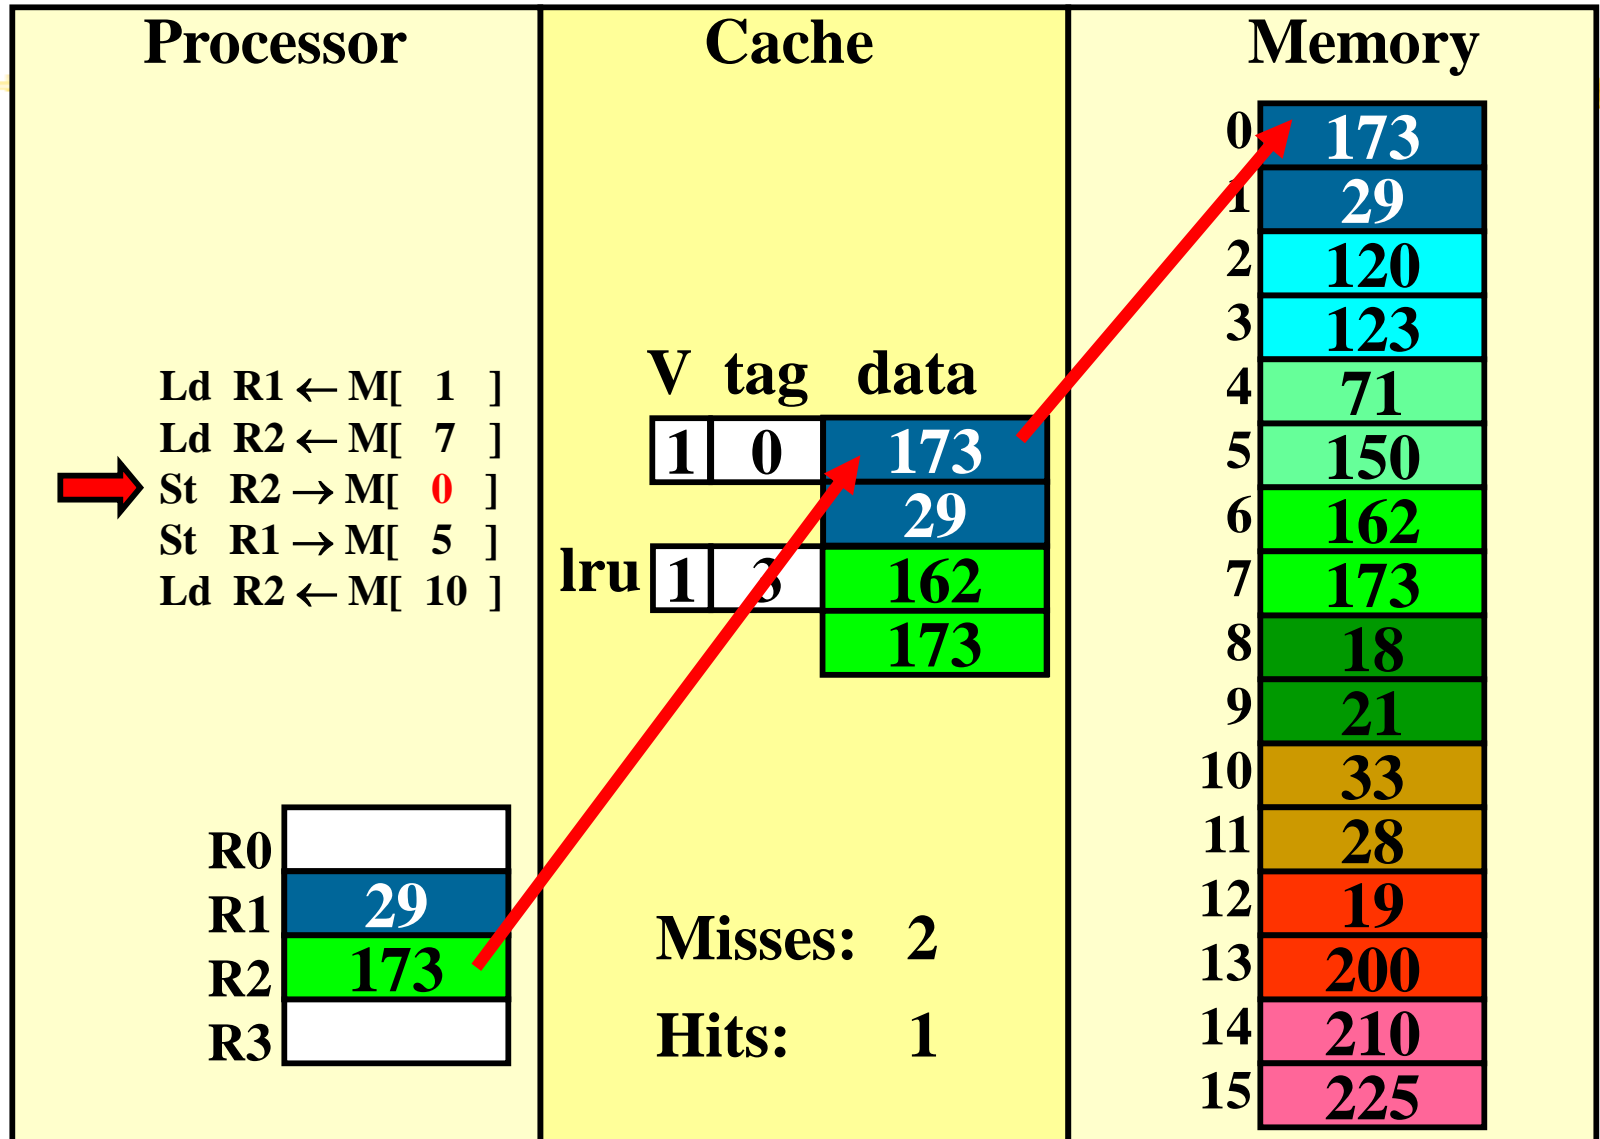 Processor
Ld R1 ← M[ 1 ]
Ld R2 ← M[ 7 ]
St R2 → M[ 0 ]
St R1 → M[ 5 ]
Ld R2 ← M[ 10 ]
R0
R1 29
R2 173
R3
Cache
V tag data
1 0 173
29
lru 1 3 162
173
Misses: 2
Hits: 1
Memory
0 173
1 29
2 120
3 123
4 71
5 150
6 162
7 173
8 18
9 21
10 33
11 28
12 19
13 200
14 210
15 225